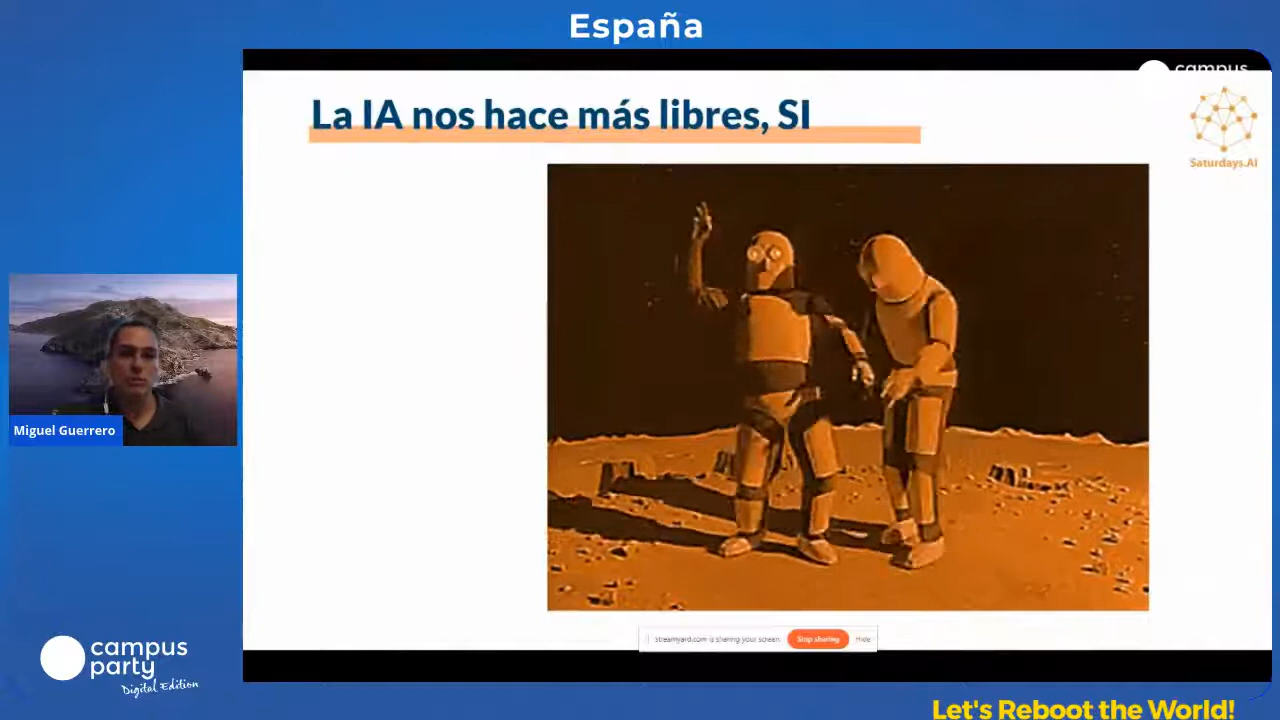 España
campus
La IA nos hace más libres, SI
Saturdays.AI
Miguel Guerrero
streamyard.com is sharing your screen.
Stop sharing
Hide
campus
party
Digital Edition
Let's Reboot the World!